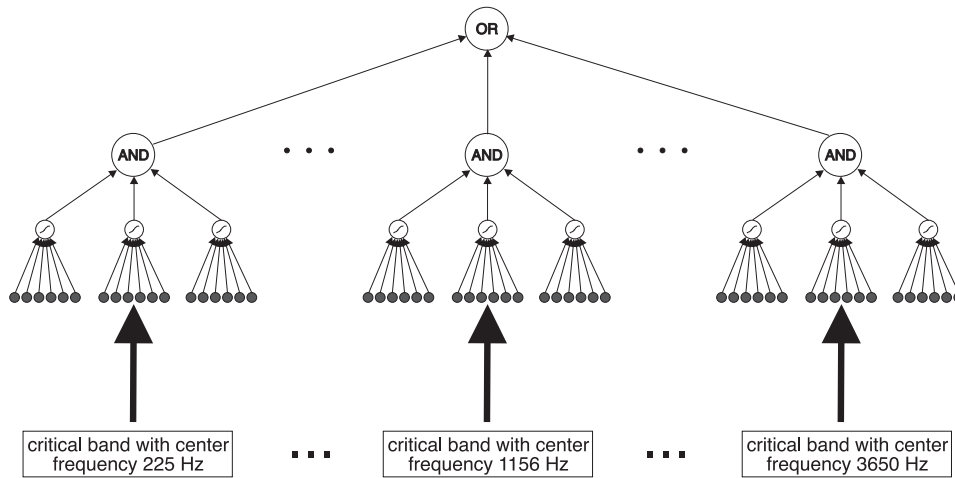 OR
AND
AND
AND
critical band with center
frequency 225 Hz
critical band with center
frequency 1156 Hz
critical band with center
frequency 3650 Hz